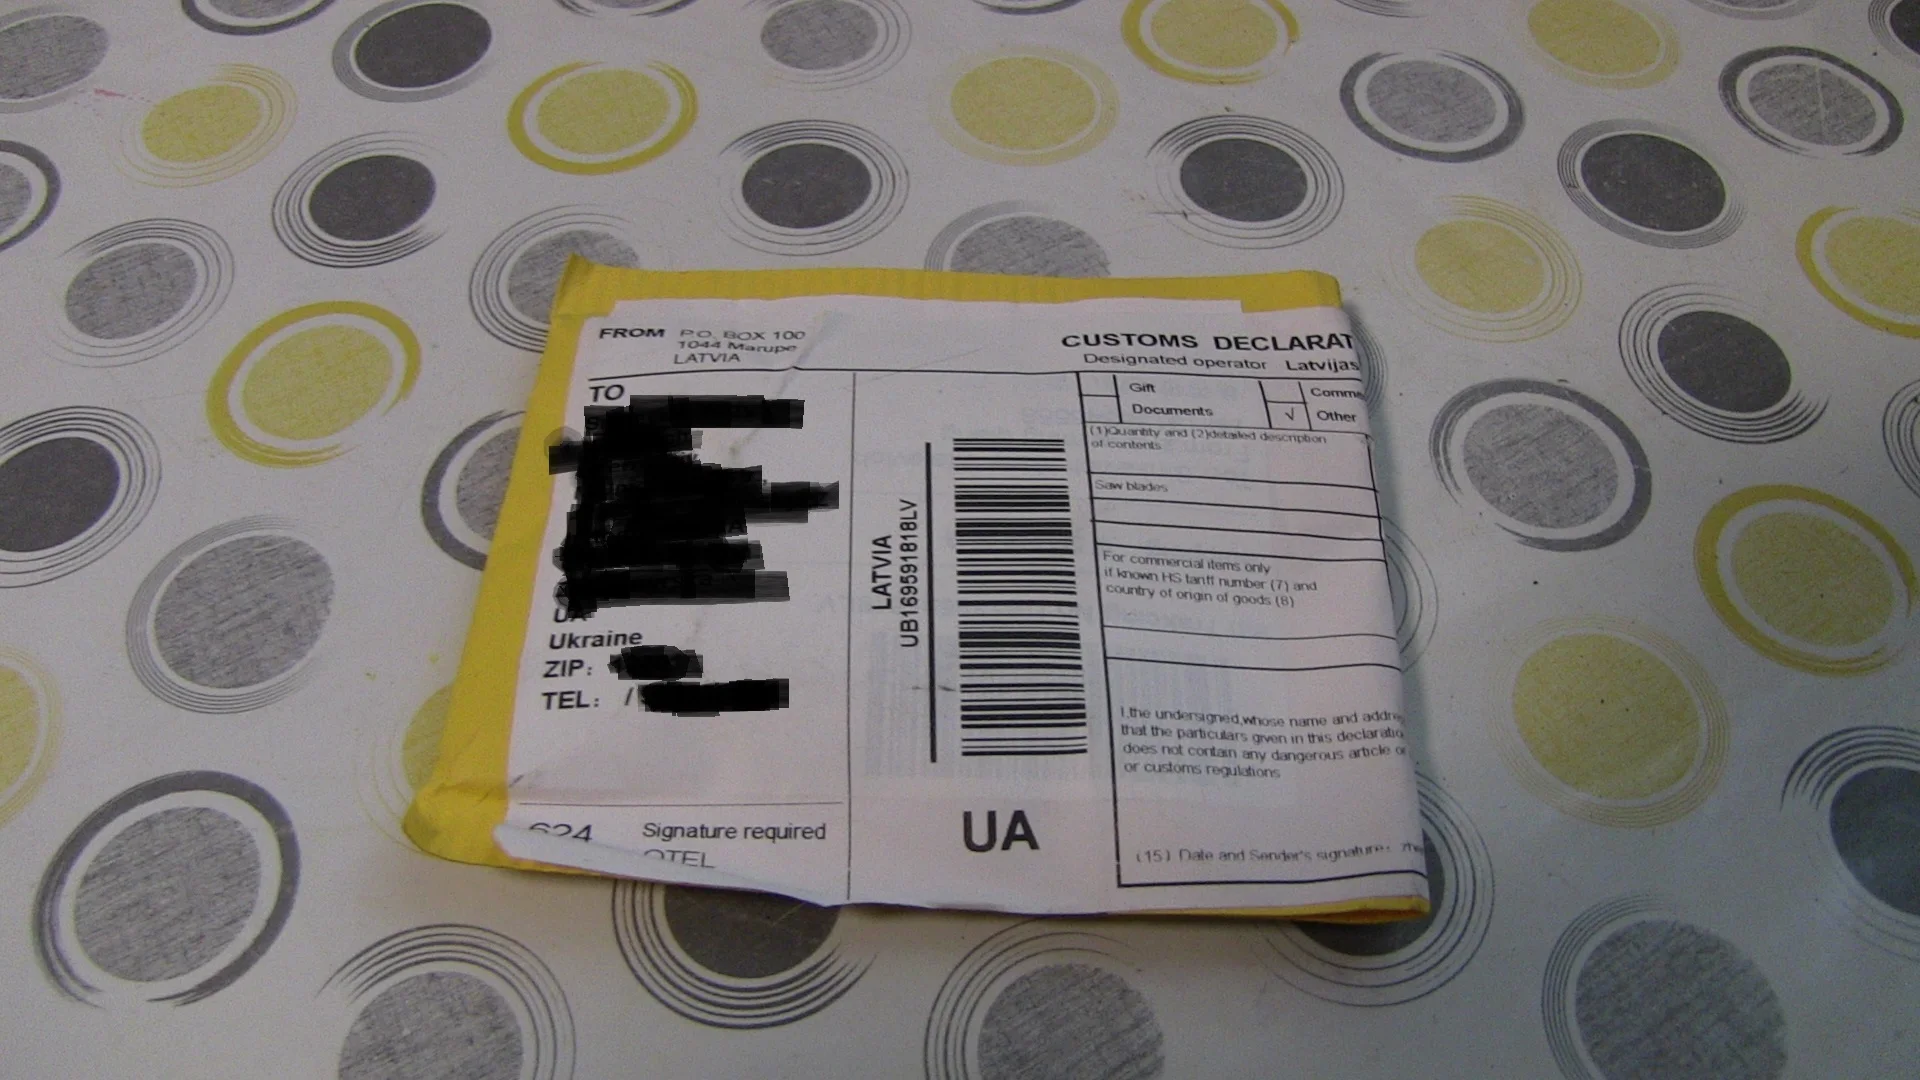 FROM P.O. BOX 100
1044 Marupe
LATVIA
TO
UA
Ukraine
ZIP:
TEL: /
624 Signature required
OTEL
LATVIA
UB169591818LV
UA
CUSTOMS DECLARAT
Designated operator Latvijas
Gift Comme
Documents √ Other
(1)Quantity and (2)detailed description
of contents
Saw blades
For commercial items only
if known HS tariff number (7) and
country of origin of goods (8)
I,the undersigned,whose name and addre
that the particulars given in this declaratio
does not contain any dangerous article o
or customs regulations
(15) Date and Sender's signature: